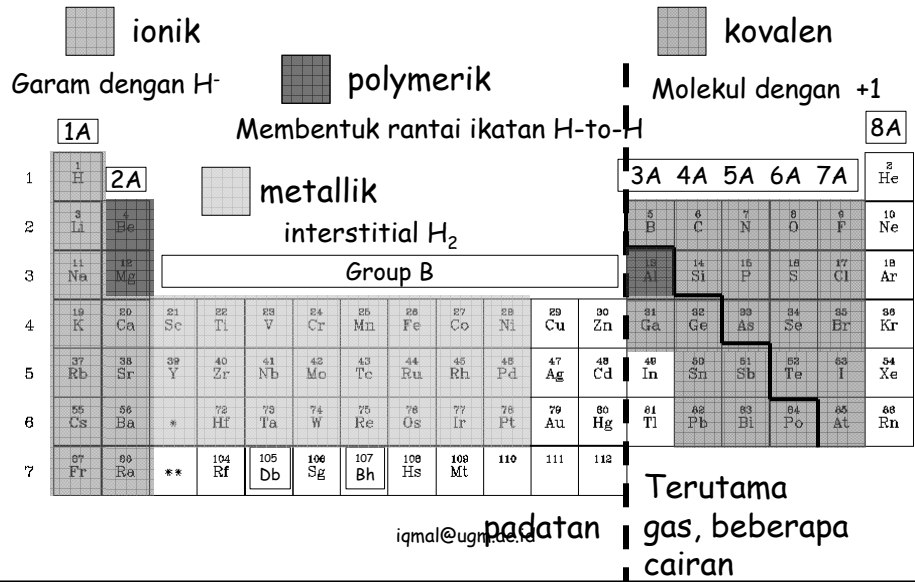 ionik
kovalen
Garam dengan H⁻
polymerik
Molekul dengan +1
Membentuk rantai ikatan H-to-H
1A 8A
2A 3A 4A 5A 6A 7A
metallik
interstitial H₂
Group B
1 1 H 2 He
2 3 Li 4 Be 5 B 6 C 7 N 8 O 9 F 10 Ne
3 11 Na 12 Mg 13 Al 14 Si 15 P 16 S 17 Cl 18 Ar
4 19 K 20 Ca 21 Sc 22 Ti 23 V 24 Cr 25 Mn 26 Fe 27 Co 28 Ni 29 Cu 30 Zn 31 Ga 32 Ge 33 As 34 Se 35 Br 36 Kr
5 37 Rb 38 Sr 39 Y 40 Zr 41 Nb 42 Mo 43 Tc 44 Ru 45 Rh 46 Pd 47 Ag 48 Cd 49 In 50 Sn 51 Sb 52 Te 53 I 54 Xe
6 55 Cs 56 Ba * 72 Hf 73 Ta 74 W 75 Re 76 Os 77 Ir 78 Pt 79 Au 80 Hg 81 Tl 82 Pb 83 Bi 84 Po 85 At 86 Rn
7 87 Fr 88 Ra ** 104 Rf 105 Db 106 Sg 107 Bh 108 Hs 109 Mt 110 111 112
Terutama
padatan
gas, beberapa
iqmal@ugm.ac.id
cairan